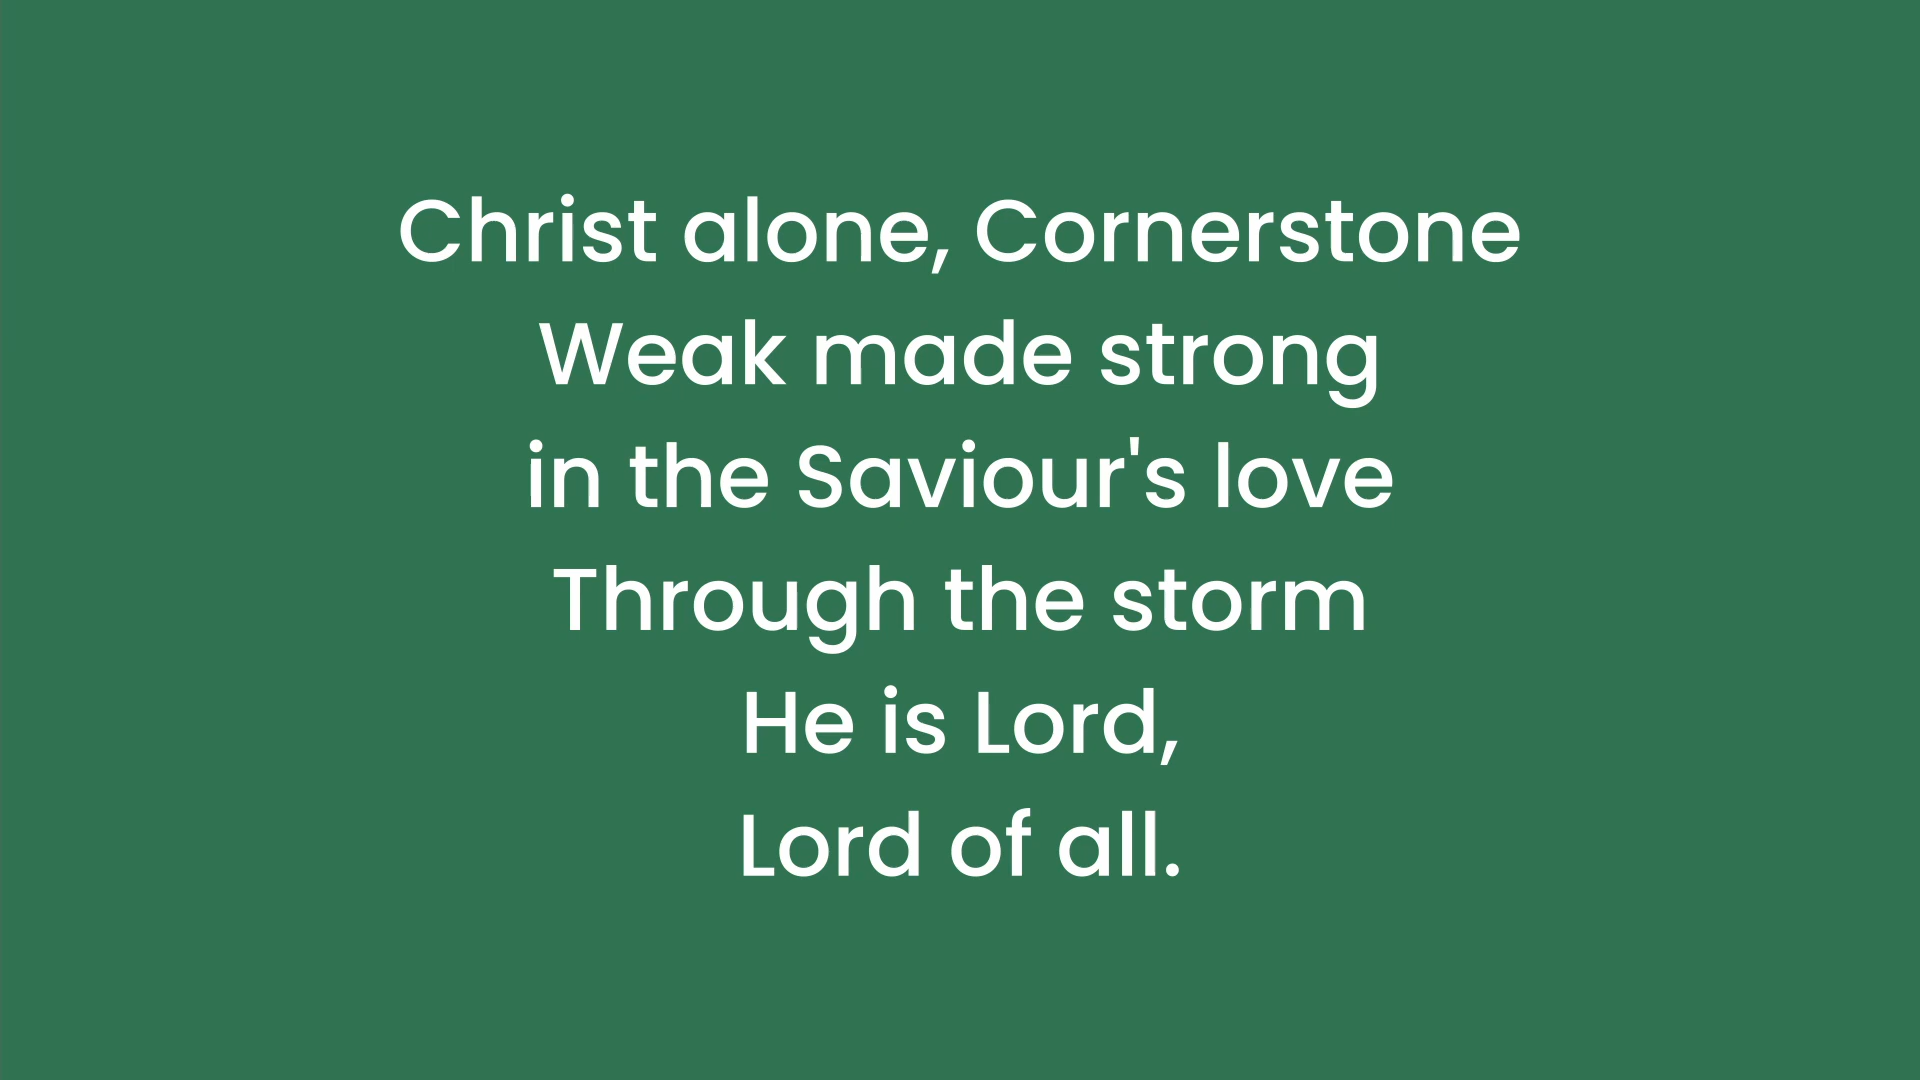 Christ alone, Cornerstone
Weak made strong
in the Saviour's love
Through the storm
He is Lord,
Lord of all.